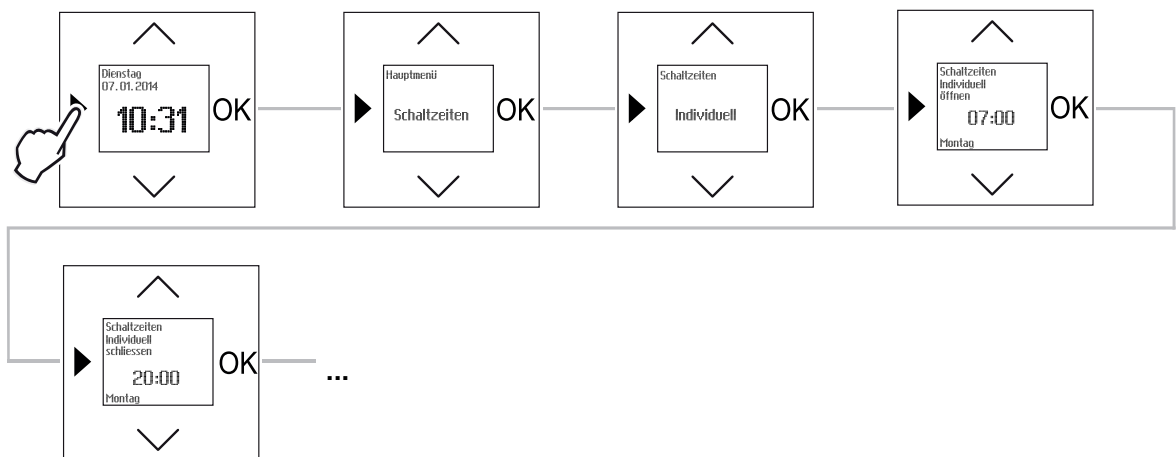 Dienstag
07.01.2014
10:31
OK
Hauptmenü
Schaltzeiten
OK
Schaltzeiten
Individuell
OK
Schaltzeiten
Individuell
öffnen
07:00
Montag
OK
Schaltzeiten
Individuell
schliessen
20:00
Montag
OK
...